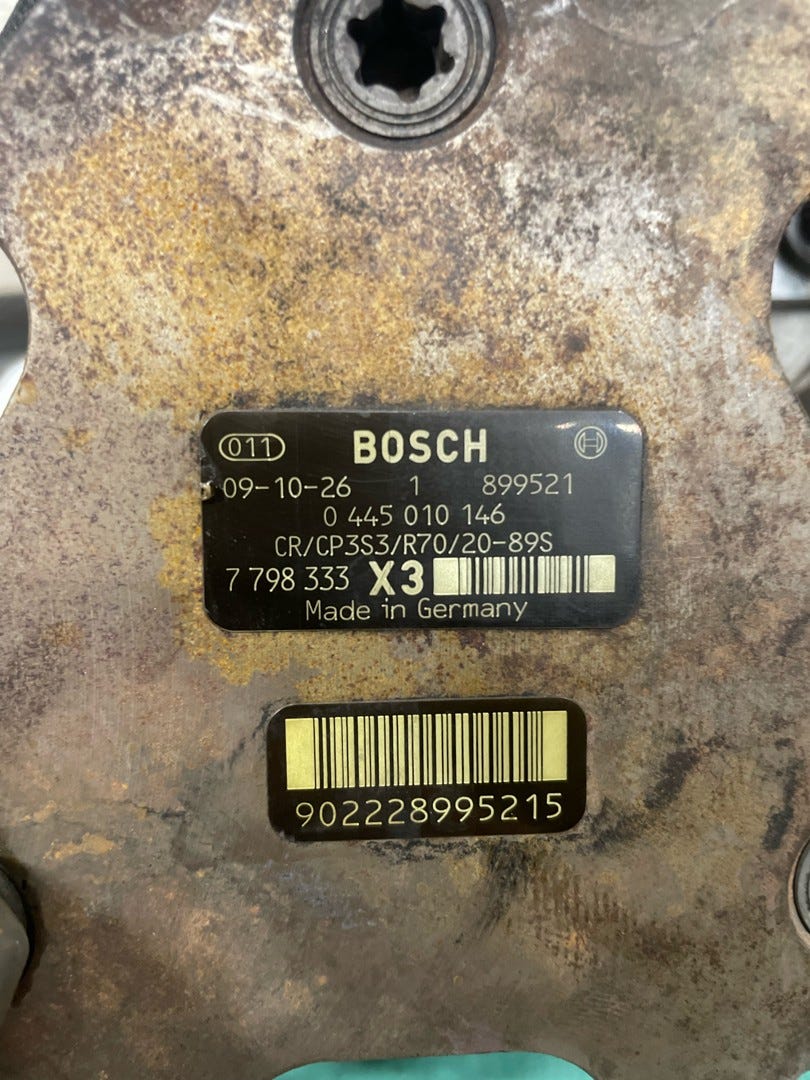 011 BOSCH
09-10-26 1 899521
0 445 010 146
CR/CP3S3/R70/20-89S
7 798 333 X3
Made in Germany
902228995215